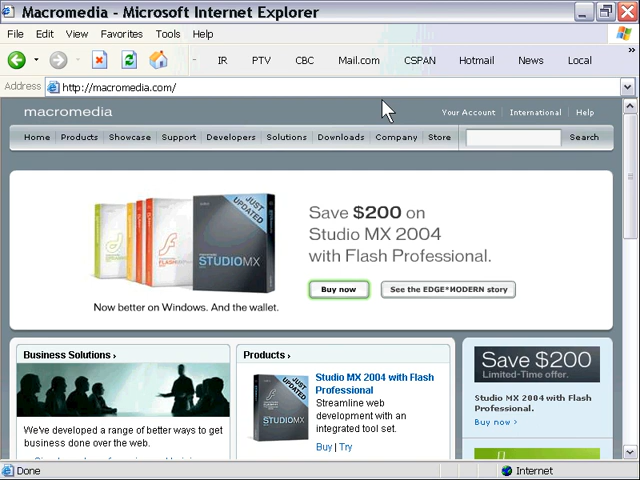 Macromedia - Microsoft Internet Explorer
File Edit View Favorites Tools Help
IR PTV CBC Mail.com CSPAN Hotmail News Local »
Address http://macromedia.com/
macromedia
Your Account International Help
Home Products Showcase Support Developers Solutions Downloads Company Store Search
JUST UPDATED
STUDIOMX
Save $200 on
Studio MX 2004
with Flash Professional.
Now better on Windows. And the wallet.
Buy now
See the EDGE*MODERN story
Business Solutions ›
We've developed a range of better ways to get
business done over the web.
Products ›
JUST UPDATED
STUDIOMX
Studio MX 2004 with Flash
Professional
Streamline web
development with an
integrated tool set.
Buy | Try
Save $200
Limited-Time offer.
Studio MX 2004 with Flash
Professional.
Buy now ›
Done
Internet